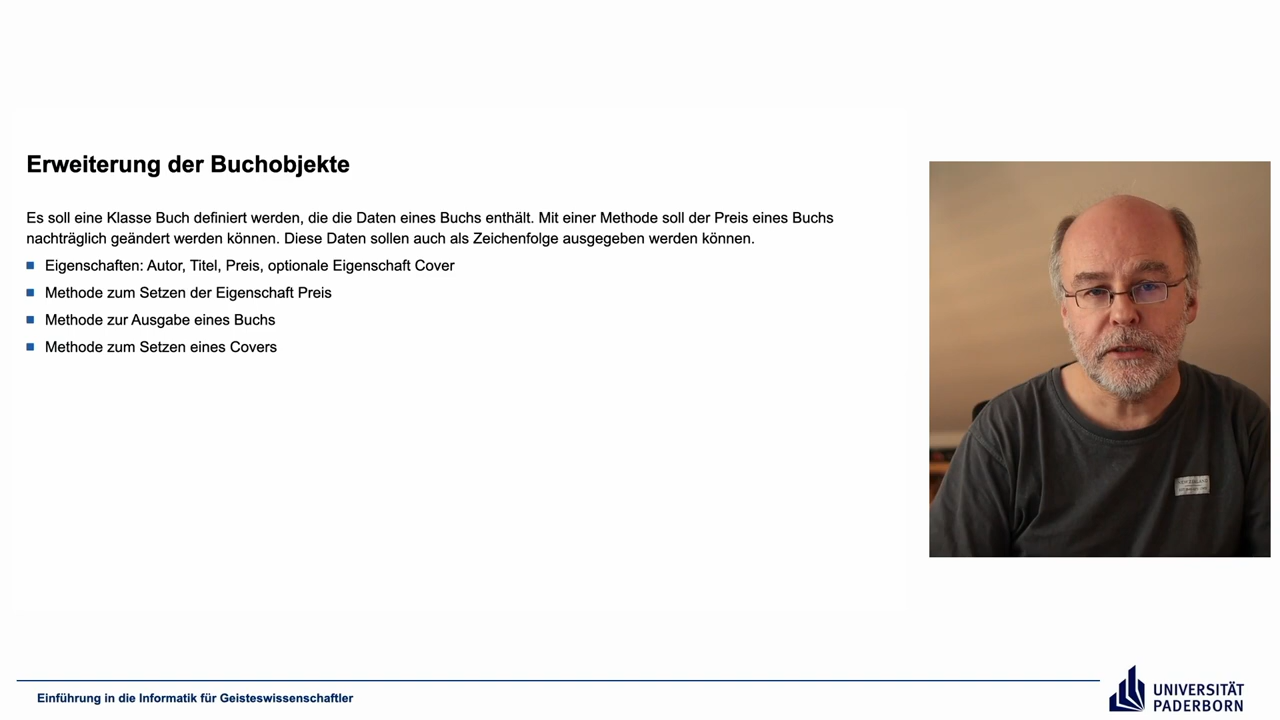 Erweiterung der Buchobjekte
Es soll eine Klasse Buch definiert werden, die die Daten eines Buchs enthält. Mit einer Methode soll der Preis eines Buchs
nachträglich geändert werden können. Diese Daten sollen auch als Zeichenfolge ausgegeben werden können.
Eigenschaften: Autor, Titel, Preis, optionale Eigenschaft Cover
Methode zum Setzen der Eigenschaft Preis
Methode zur Ausgabe eines Buchs
Methode zum Setzen eines Covers
Einführung in die Informatik für Geisteswissenschaftler
UNIVERSITÄT
PADERBORN